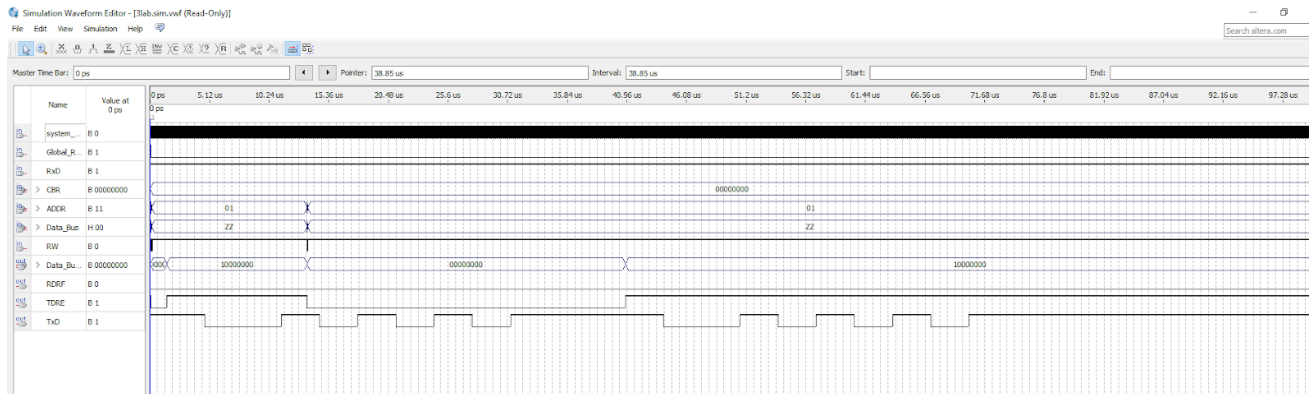 Simulation Waveform Editor - [3lab.sim.vwf (Read-Only)]
File Edit View Simulation Help
Search altera.com
Master Time Bar: 0 ps Pointer: 38.85 us Interval: 38.85 us Start: End:
Name Value at 0 ps
0 ps 5.12 us 10.24 us 15.36 us 20.48 us 25.6 us 30.72 us 35.84 us 40.96 us 46.08 us 51.2 us 56.32 us 61.44 us 66.56 us 71.68 us 76.8 us 81.92 us 87.04 us 92.16 us 97.28 us
0 ps
system_... B 0
Global_R... B 1
RxD B 1
> CBR B 00000000 00000000
> ADDR B 11 01 01
> Data_Bus H 00 ZZ ZZ
RW B 0
> Data_Bu... B 00000000 10000000 00000000 10000000
RDRF B 0
TDRE B 1
TxD B 1